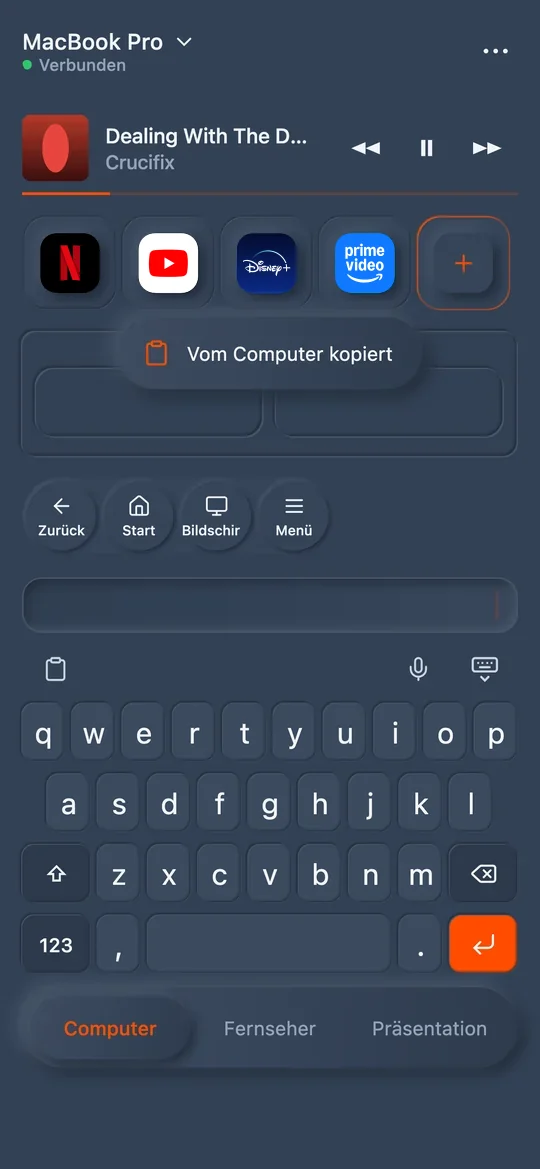 MacBook Pro
Verbunden
Dealing With The D...
Crucifix
N
Disney+
prime video
Vom Computer kopiert
Zurück
Start
Bildschir
Menü
q w e r t y u i o p
a s d f g h j k l
z x c v b n m
123 , .
Computer
Fernseher
Präsentation